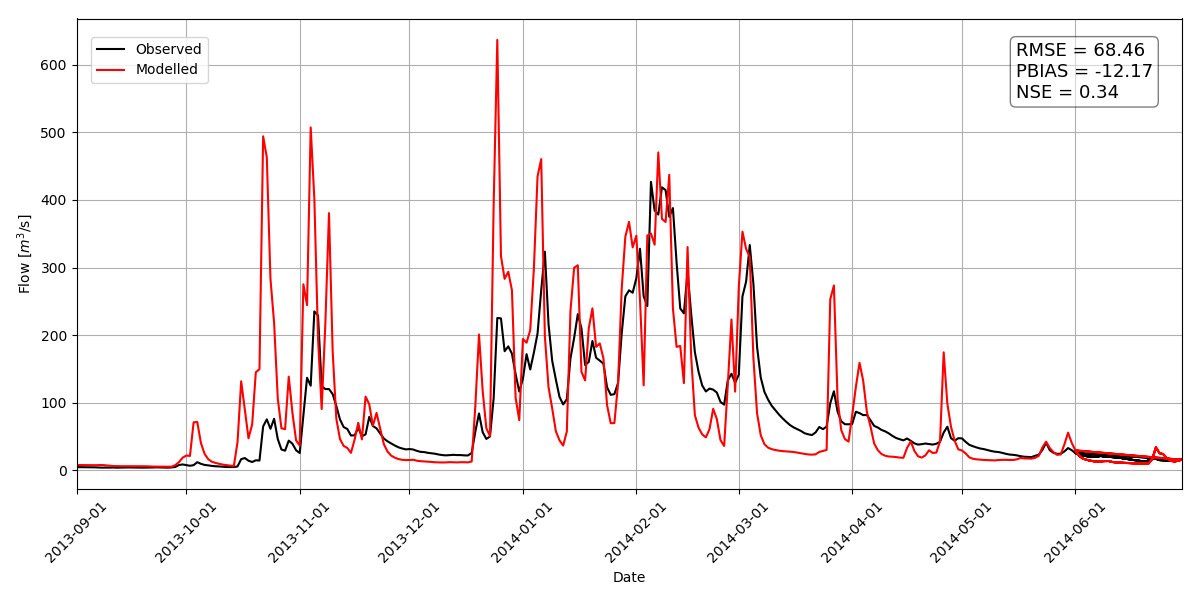 Observed
Modelled
RMSE = 68.46
PBIAS = -12.17
NSE = 0.34
Flow [m³/s]
600
500
400
300
200
100
0
2013-09-01
2013-10-01
2013-11-01
2013-12-01
2014-01-01
2014-02-01
2014-03-01
2014-04-01
2014-05-01
2014-06-01
Date